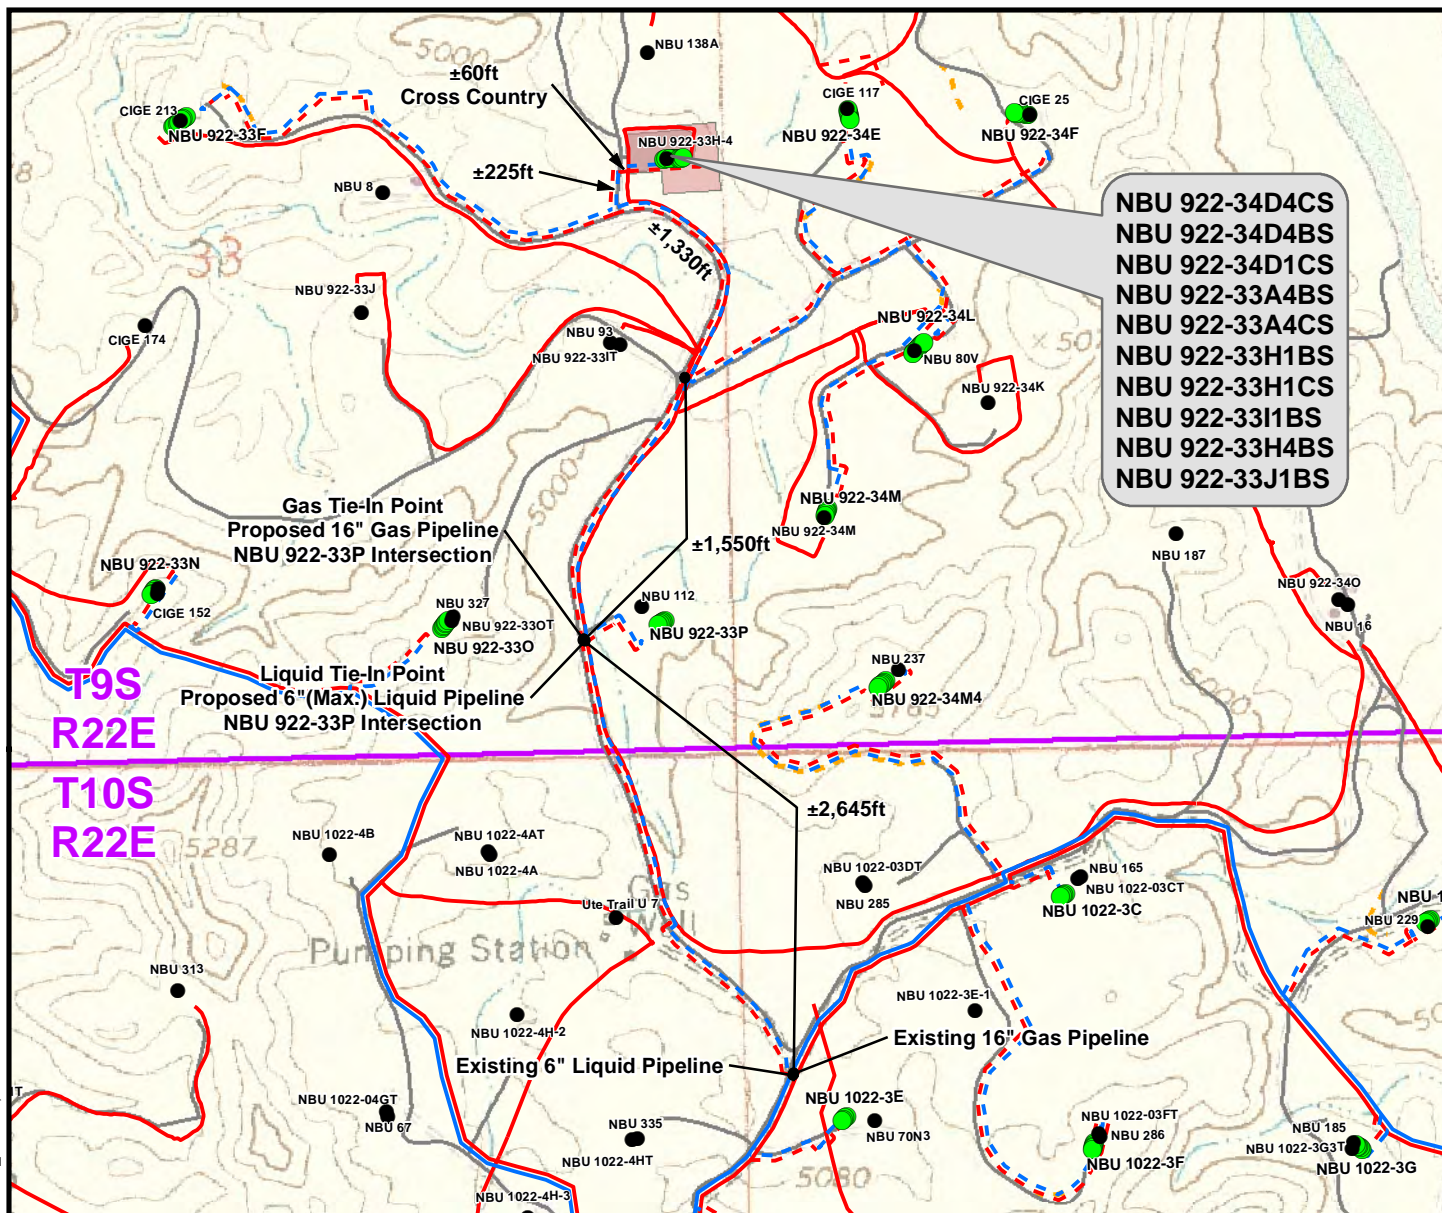 5000
NBU 138A
±60ft
Cross Country
CIGE 213
NBU 922-33F
CIGE 117
NBU 922-34E
CIGE 25
NBU 922-34F
NBU 922-33H-4
±225ft
NBU 8
NBU 922-34D4CS
NBU 922-34D4BS
NBU 922-34D1CS
NBU 922-33A4BS
NBU 922-33A4CS
NBU 922-33H1BS
NBU 922-33H1CS
NBU 922-33I1BS
NBU 922-33H4BS
NBU 922-33J1BS
±1,330ft
33
NBU 922-33J
CIGE 174
NBU 93
NBU 922-33IT
NBU 922-34L
NBU 80V
NBU 922-34K
5000
Gas Tie-In Point
Proposed 16" Gas Pipeline
NBU 922-33P Intersection
±1,550ft
NBU 922-34M
NBU 922-34M
NBU 187
NBU 922-33N
CIGE 152
NBU 327
NBU 922-33OT
NBU 922-33O
NBU 112
NBU 922-33P
NBU 922-34O
NBU 16
Liquid Tie-In Point
Proposed 6"(Max.) Liquid Pipeline
NBU 922-33P Intersection
NBU 237
NBU 922-34M4
T9S
R22E
T10S
R22E
5287
±2,645ft
NBU 1022-4B
NBU 1022-4AT
NBU 1022-4A
NBU 1022-03DT
NBU 285
NBU 165
NBU 1022-03CT
NBU 1022-3C
NBU 1
NBU 229
Ute Trail U 7
Gas
Well
Pumping Station
NBU 313
NBU 1022-4H-2
NBU 1022-3E-1
Existing 16" Gas Pipeline
Existing 6" Liquid Pipeline
NBU 1022-04GT
NBU 67
NBU 335
NBU 1022-4HT
NBU 1022-3E
NBU 70N3
NBU 1022-03FT
NBU 286
NBU 1022-3F
NBU 185
NBU 1022-3G3T
NBU 1022-3G
5080
NBU 1022-4H-3